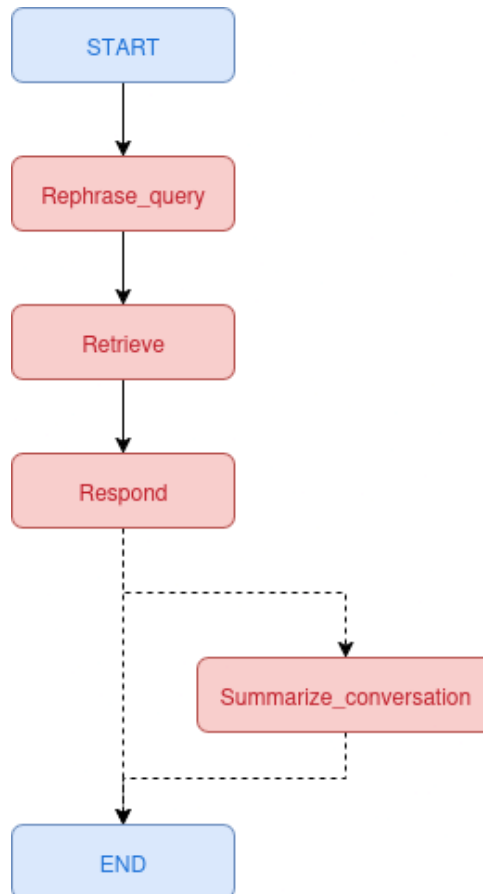 START
Rephrase_query
Retrieve
Respond
Summarize_conversation
END